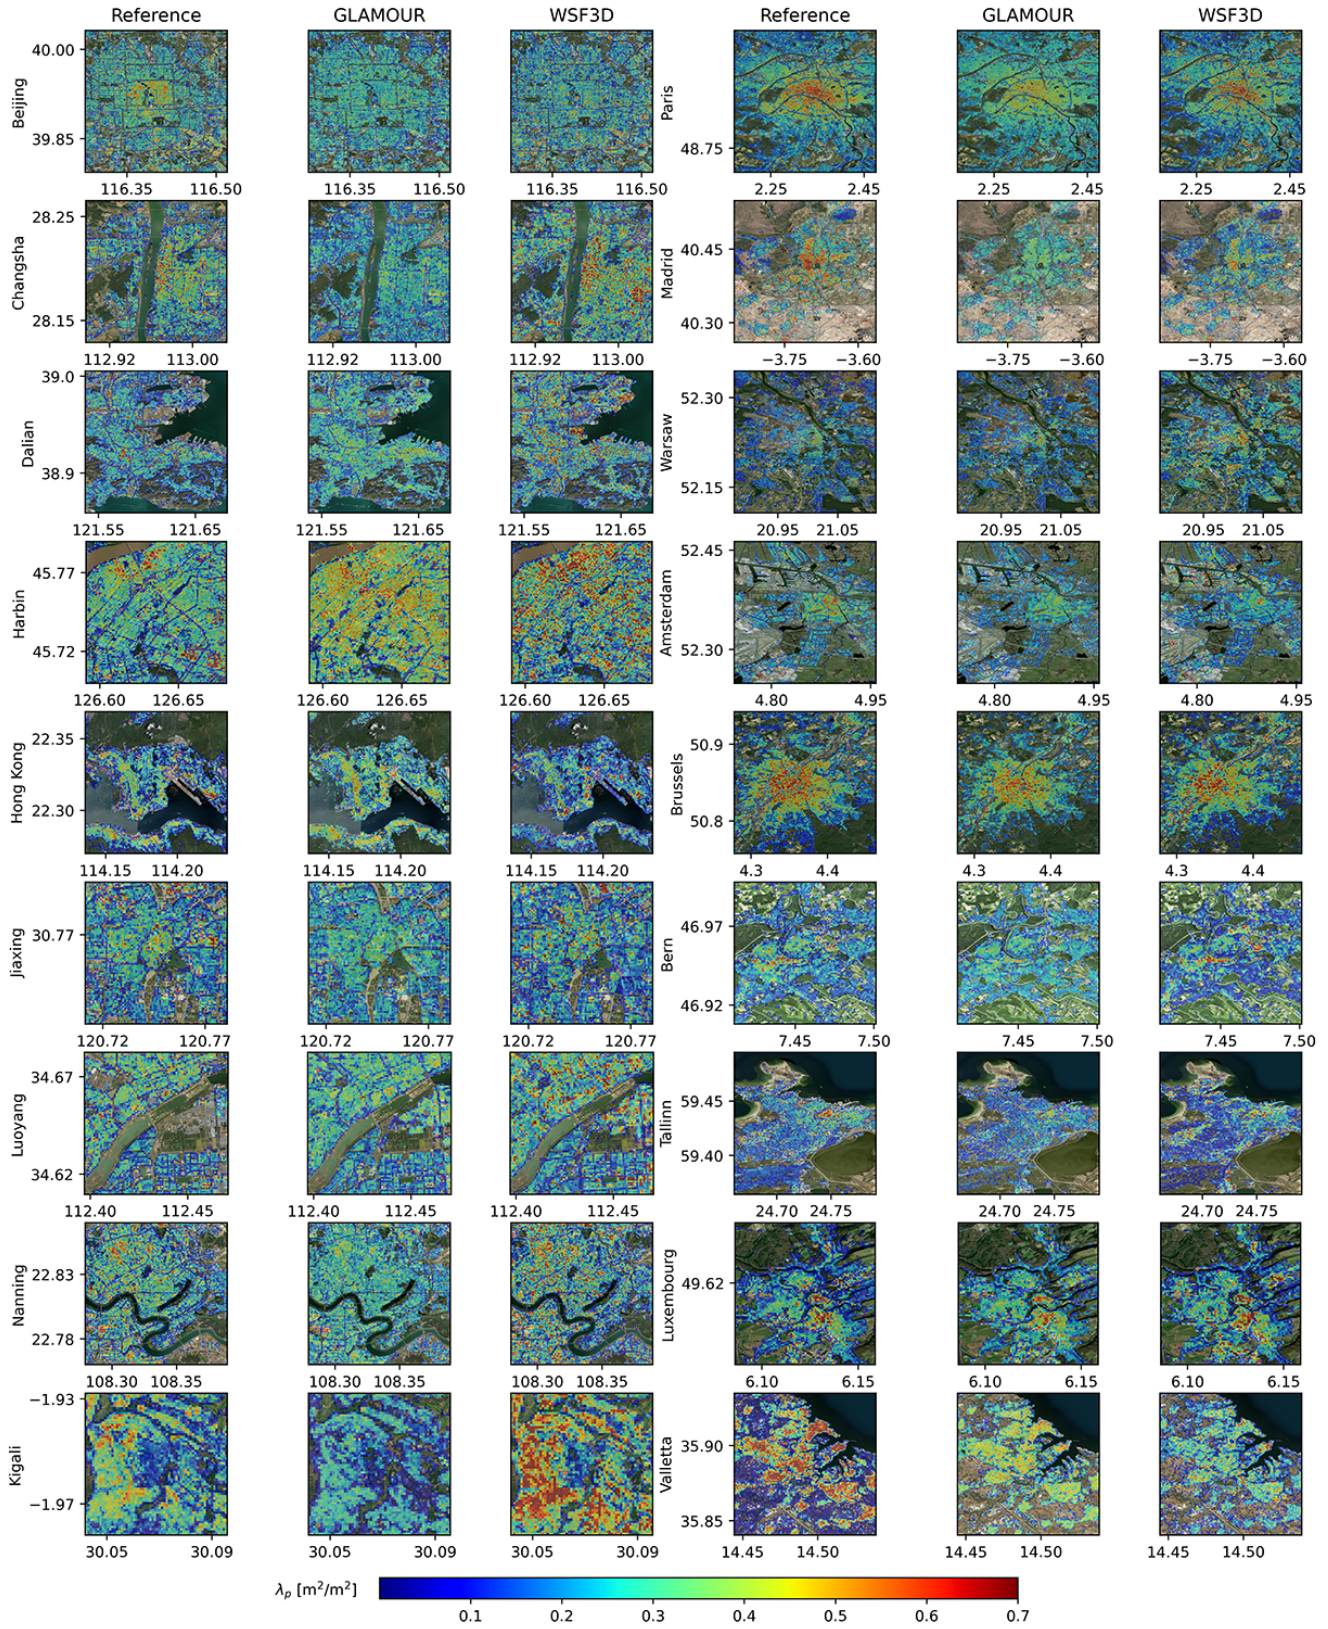 Reference GLAMOUR WSF3D Reference GLAMOUR WSF3D
Beijing 40.00 39.85 Paris 48.75
116.35 116.50 116.35 116.50 116.35 116.50 2.25 2.45 2.25 2.45 2.25 2.45
Changsha 28.25 28.15 Madrid 40.45 40.30
112.92 113.00 112.92 113.00 112.92 113.00 −3.75 −3.60 −3.75 −3.60 −3.75 −3.60
Dalian 39.0 38.9 Warsaw 52.30 52.15
121.55 121.65 121.55 121.65 121.55 121.65 20.95 21.05 20.95 21.05 20.95 21.05
Harbin 45.77 45.72 Amsterdam 52.45 52.30
126.60 126.65 126.60 126.65 126.60 126.65 4.80 4.95 4.80 4.95 4.80 4.95
Hong Kong 22.35 22.30 Brussels 50.9 50.8
114.15 114.20 114.15 114.20 114.15 114.20 4.3 4.4 4.3 4.4 4.3 4.4
Jiaxing 30.77 Bern 46.97 46.92
120.72 120.77 120.72 120.77 120.72 120.77 7.45 7.50 7.45 7.50 7.45 7.50
Luoyang 34.67 34.62 Tallinn 59.45 59.40
112.40 112.45 112.40 112.45 112.40 112.45 24.70 24.75 24.70 24.75 24.70 24.75
Nanning 22.83 22.78 Luxembourg 49.62
108.30 108.35 108.30 108.35 108.30 108.35 6.10 6.15 6.10 6.15 6.10 6.15
Kigali −1.93 −1.97 Valletta 35.90 35.85
30.05 30.09 30.05 30.09 30.05 30.09 14.45 14.50 14.45 14.50 14.45 14.50
λp [m²/m²]
0.1 0.2 0.3 0.4 0.5 0.6 0.7